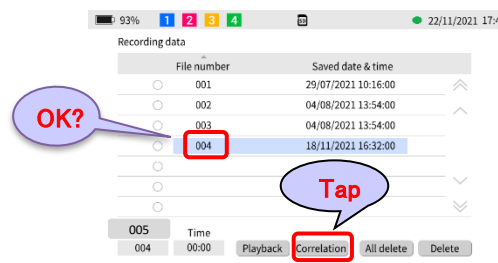 93% 1 2 3 4 SD 22/11/2021 17:4
Recording data
File number Saved date & time
001 29/07/2021 10:16:00
002 04/08/2021 13:54:00
OK?
003 04/08/2021 13:54:00
004 18/11/2021 16:32:00
Tap
005 Time
004 00:00 Playback Correlation All delete Delete